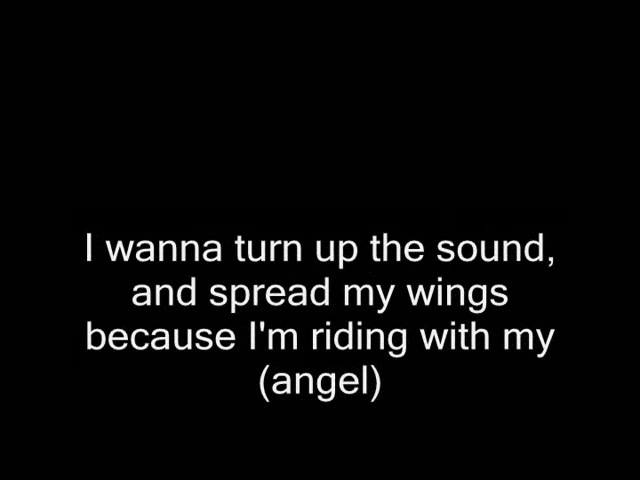 I wanna turn up the sound,
and spread my wings
because I'm riding with my
(angel)